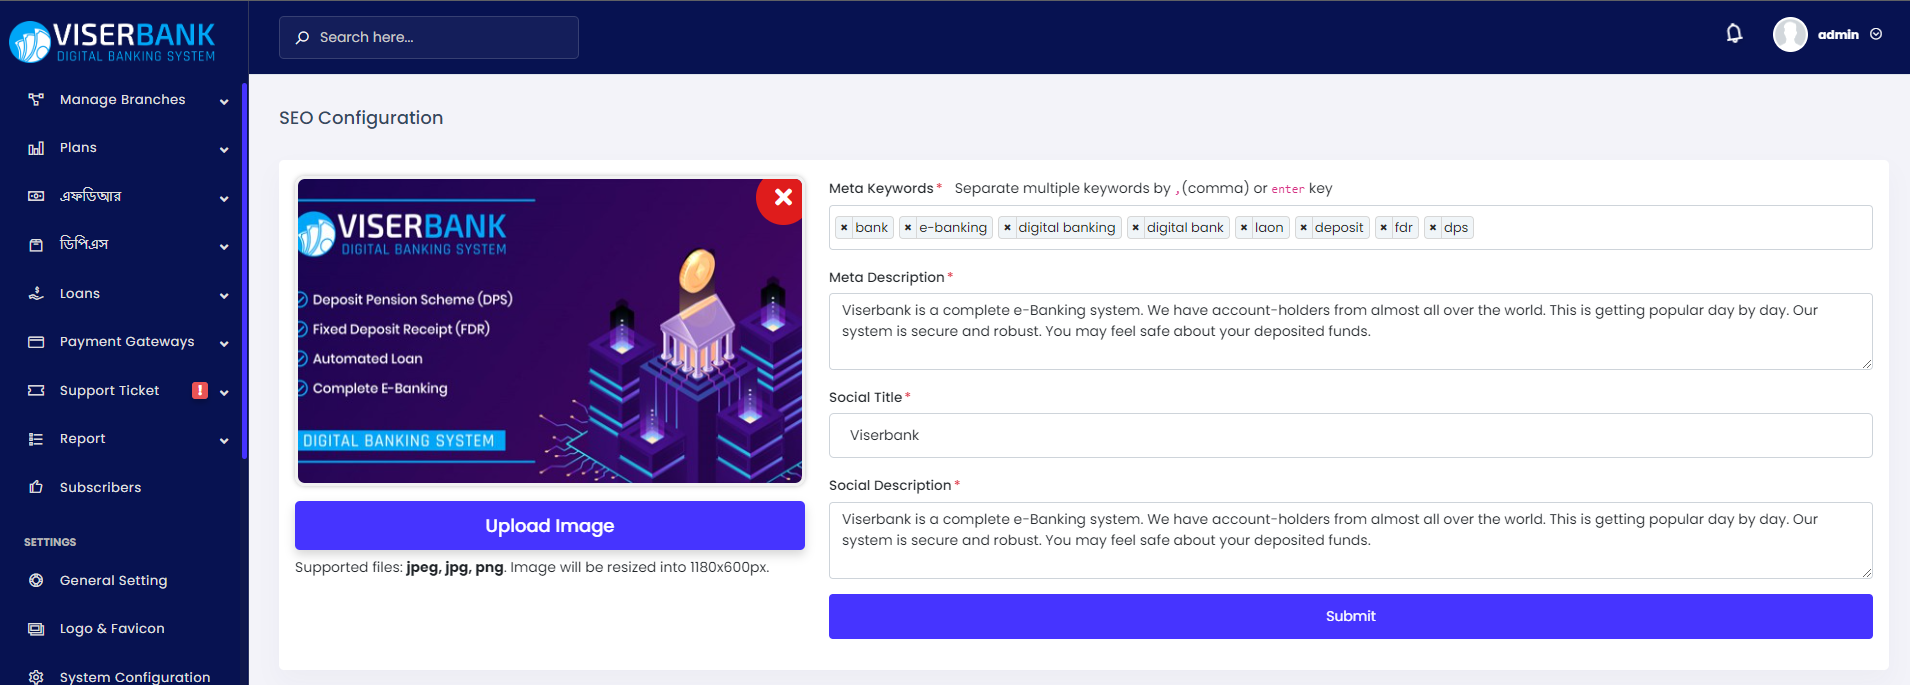 VISERBANK
DIGITAL BANKING SYSTEM
Search here...
admin
Manage Branches
Plans
এফডিআর
ডিপিএস
Loans
Payment Gateways
Support Ticket !
Report
Subscribers
SETTINGS
General Setting
Logo & Favicon
System Configuration
SEO Configuration
VISERBANK
DIGITAL BANKING SYSTEM
Deposit Pension Scheme (DPS)
Fixed Deposit Receipt (FDR)
Automated Loan
Complete E-Banking
DIGITAL BANKING SYSTEM
Upload Image
Supported files: jpeg, jpg, png. Image will be resized into 1180x600px.
Meta Keywords * Separate multiple keywords by , (comma) or enter key
× bank × e-banking × digital banking × digital bank × laon × deposit × fdr × dps
Meta Description *
Viserbank is a complete e-Banking system. We have account-holders from almost all over the world. This is getting popular day by day. Our
system is secure and robust. You may feel safe about your deposited funds.
Social Title *
Viserbank
Social Description *
Viserbank is a complete e-Banking system. We have account-holders from almost all over the world. This is getting popular day by day. Our
system is secure and robust. You may feel safe about your deposited funds.
Submit